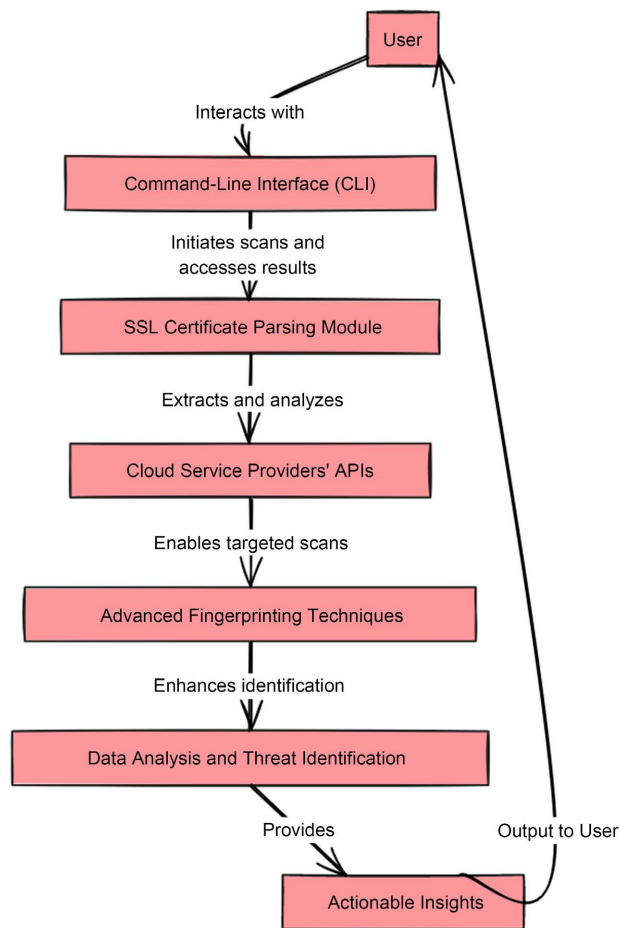 User
Interacts with
Command-Line Interface (CLI)
Initiates scans and
accesses results
SSL Certificate Parsing Module
Extracts and analyzes
Cloud Service Providers' APIs
Enables targeted scans
Advanced Fingerprinting Techniques
Enhances identification
Data Analysis and Threat Identification
Provides
Output to User
Actionable Insights